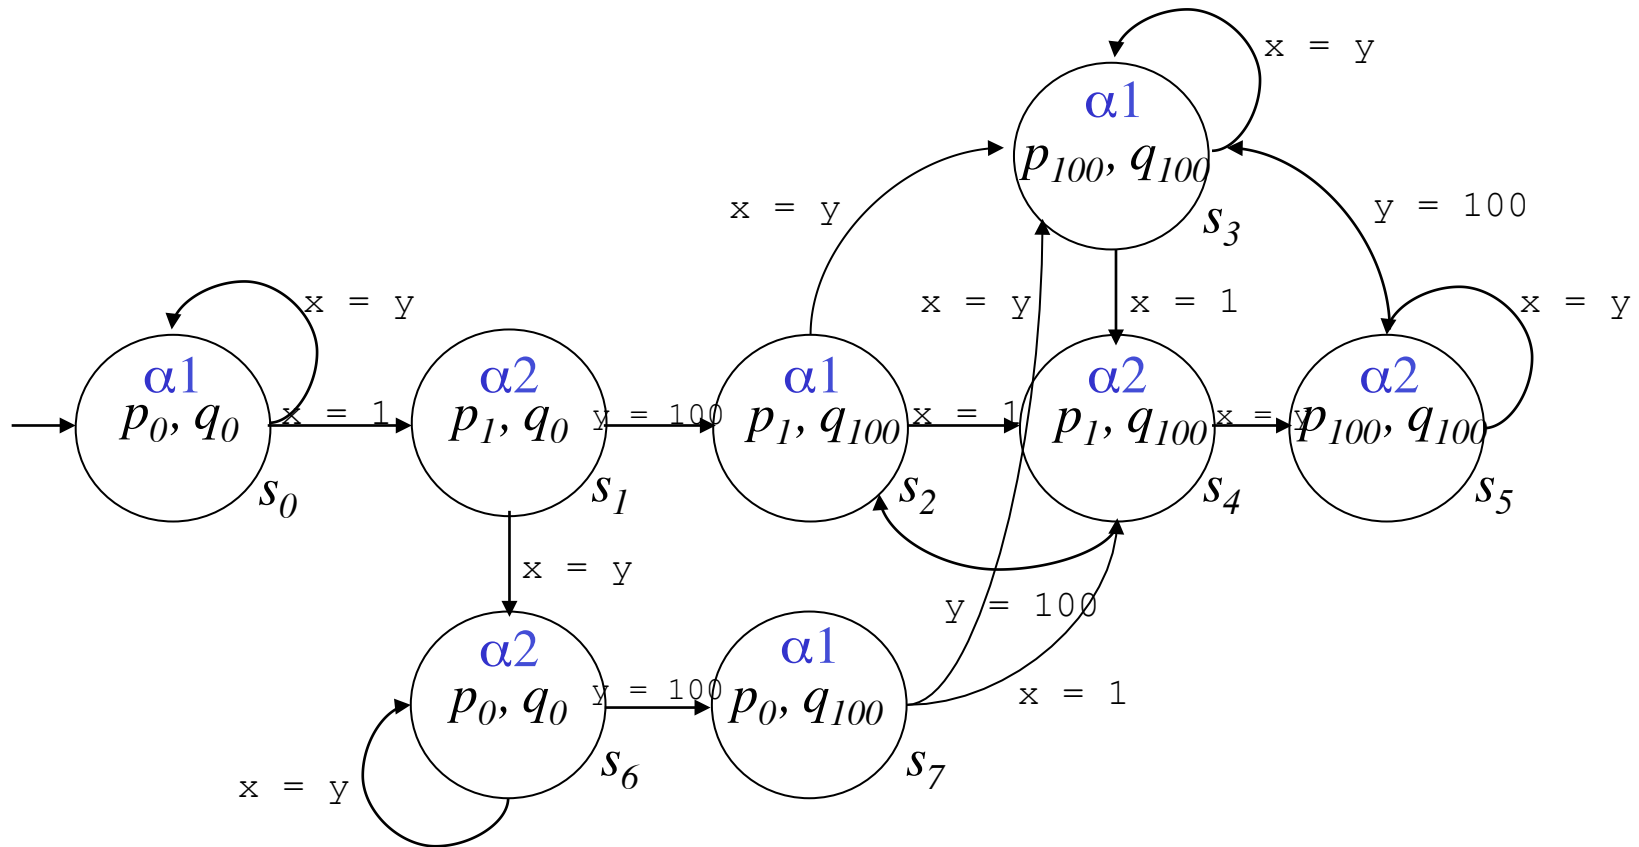 x = y
α1
p100, q100
s3
x = y
y = 100
x = y
x = y
x = 1
x = y
α1
p0, q0
s0
x = 1
α2
p1, q0
s1
y = 100
α1
p1, q100
s2
x = 1
α2
p1, q100
s4
x = y
α2
p100, q100
s5
x = y
y = 100
α2
p0, q0
s6
y = 100
α1
p0, q100
s7
x = 1
x = y